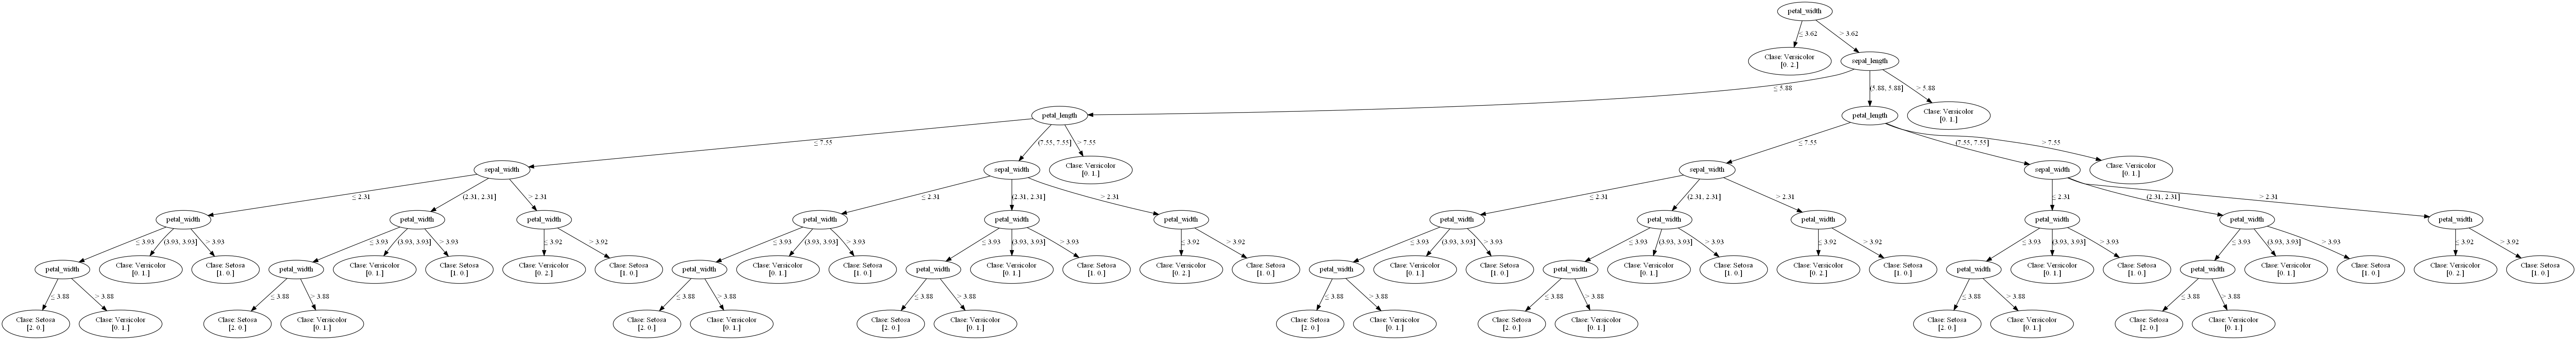 petal_width
≤ 3.62
> 3.62
Clase: Versicolor
[0. 2.]
sepal_length
≤ 5.88
(5.88, 5.88]
> 5.88
petal_length
petal_length
Clase: Versicolor
[0. 1.]
≤ 7.55
(7.55, 7.55]
> 7.55
≤ 7.55
(7.55, 7.55]
> 7.55
sepal_width
sepal_width
Clase: Versicolor
[0. 1.]
sepal_width
sepal_width
Clase: Versicolor
[0. 1.]
≤ 2.31
(2.31, 2.31]
> 2.31
≤ 2.31
(2.31, 2.31]
> 2.31
≤ 2.31
(2.31, 2.31]
> 2.31
≤ 2.31
(2.31, 2.31]
> 2.31
petal_width
petal_width
petal_width
petal_width
petal_width
petal_width
petal_width
petal_width
petal_width
petal_width
petal_width
petal_width
≤ 3.93
(3.93, 3.93]
> 3.93
≤ 3.93
(3.93, 3.93]
> 3.93
≤ 3.92
> 3.92
≤ 3.93
(3.93, 3.93]
> 3.93
≤ 3.93
(3.93, 3.93]
> 3.93
≤ 3.92
> 3.92
≤ 3.93
(3.93, 3.93]
> 3.93
≤ 3.93
(3.93, 3.93]
> 3.93
≤ 3.92
> 3.92
≤ 3.93
(3.93, 3.93]
> 3.93
≤ 3.93
(3.93, 3.93]
> 3.93
≤ 3.92
> 3.92
petal_width
Clase: Versicolor
[0. 1.]
Clase: Setosa
[1. 0.]
petal_width
Clase: Versicolor
[0. 1.]
Clase: Setosa
[1. 0.]
Clase: Versicolor
[0. 2.]
Clase: Setosa
[1. 0.]
petal_width
Clase: Versicolor
[0. 1.]
Clase: Setosa
[1. 0.]
petal_width
Clase: Versicolor
[0. 1.]
Clase: Setosa
[1. 0.]
Clase: Versicolor
[0. 2.]
Clase: Setosa
[1. 0.]
petal_width
Clase: Versicolor
[0. 1.]
Clase: Setosa
[1. 0.]
petal_width
Clase: Versicolor
[0. 1.]
Clase: Setosa
[1. 0.]
Clase: Versicolor
[0. 2.]
Clase: Setosa
[1. 0.]
petal_width
Clase: Versicolor
[0. 1.]
Clase: Setosa
[1. 0.]
petal_width
Clase: Versicolor
[0. 1.]
Clase: Setosa
[1. 0.]
Clase: Versicolor
[0. 2.]
Clase: Setosa
[1. 0.]
≤ 3.88
> 3.88
≤ 3.88
> 3.88
≤ 3.88
> 3.88
≤ 3.88
> 3.88
≤ 3.88
> 3.88
≤ 3.88
> 3.88
≤ 3.88
> 3.88
≤ 3.88
> 3.88
Clase: Setosa
[2. 0.]
Clase: Versicolor
[0. 1.]
Clase: Setosa
[2. 0.]
Clase: Versicolor
[0. 1.]
Clase: Setosa
[2. 0.]
Clase: Versicolor
[0. 1.]
Clase: Setosa
[2. 0.]
Clase: Versicolor
[0. 1.]
Clase: Setosa
[2. 0.]
Clase: Versicolor
[0. 1.]
Clase: Setosa
[2. 0.]
Clase: Versicolor
[0. 1.]
Clase: Setosa
[2. 0.]
Clase: Versicolor
[0. 1.]
Clase: Setosa
[2. 0.]
Clase: Versicolor
[0. 1.]